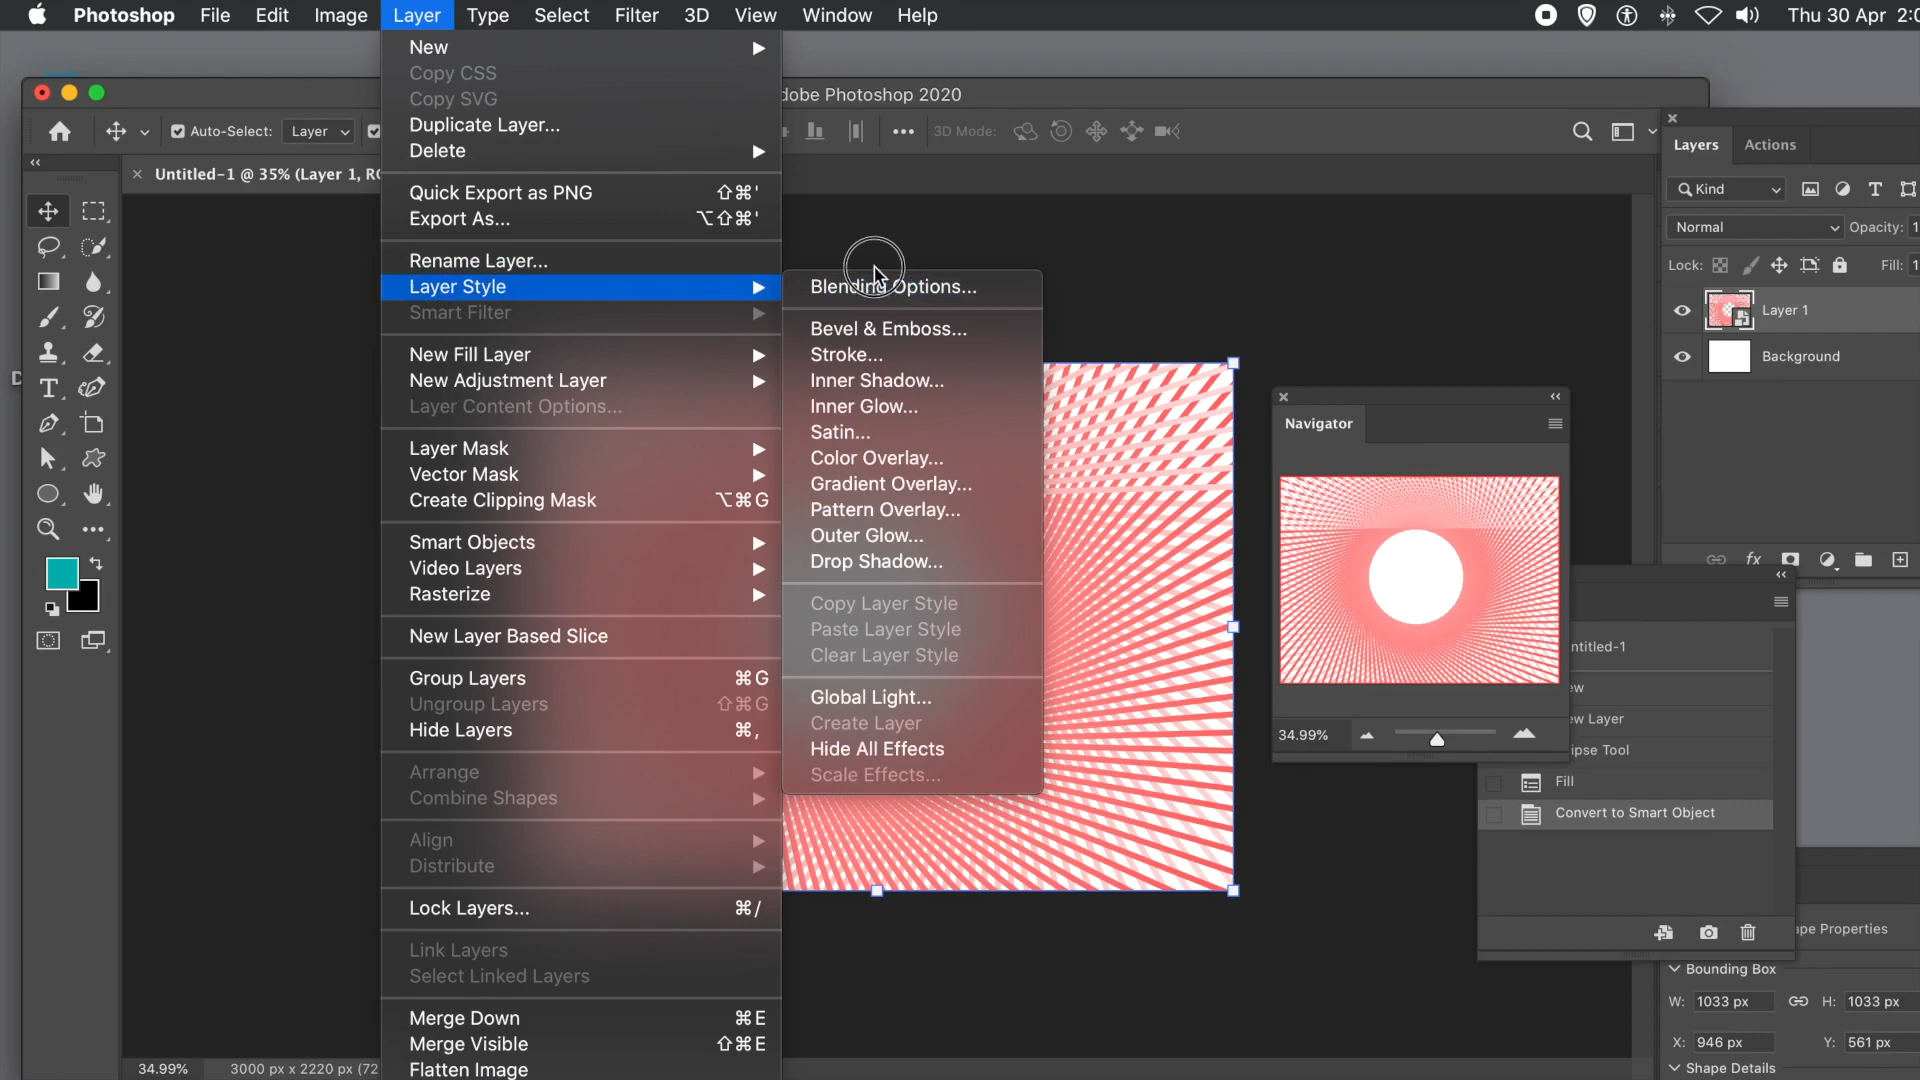 Photoshop File Edit Image Layer Type Select Filter 3D View Window Help
Thu 30 Apr
dobe Photoshop 2020
Auto-Select: Layer
3D Mode:
Untitled-1 @ 35% (Layer 1, R
New
Copy CSS
Copy SVG
Duplicate Layer...
Delete
Quick Export as PNG ⇧⌘'
Export As... ⌥⇧⌘'
Rename Layer...
Layer Style
Smart Filter
New Fill Layer
New Adjustment Layer
Layer Content Options...
Layer Mask
Vector Mask
Create Clipping Mask ⌥⌘G
Smart Objects
Video Layers
Rasterize
New Layer Based Slice
Group Layers ⌘G
Ungroup Layers ⇧⌘G
Hide Layers ⌘,
Arrange
Combine Shapes
Align
Distribute
Lock Layers... ⌘/
Link Layers
Select Linked Layers
Merge Down ⌘E
Merge Visible ⇧⌘E
Flatten Image
Blending Options...
Bevel & Emboss...
Stroke...
Inner Shadow...
Inner Glow...
Satin...
Color Overlay...
Gradient Overlay...
Pattern Overlay...
Outer Glow...
Drop Shadow...
Copy Layer Style
Paste Layer Style
Clear Layer Style
Global Light...
Create Layer
Hide All Effects
Scale Effects...
Navigator
34.99%
Layers Actions
Kind
Normal Opacity: 1
Lock: Fill: 1
Layer 1
Background
fx
ntitled-1
ew
ew Layer
ipse Tool
Fill
Convert to Smart Object
ape Properties
Bounding Box
W: 1033 px H: 1033 px
X: 946 px Y: 561 px
Shape Details
34.99% 3000 px x 2220 px (72